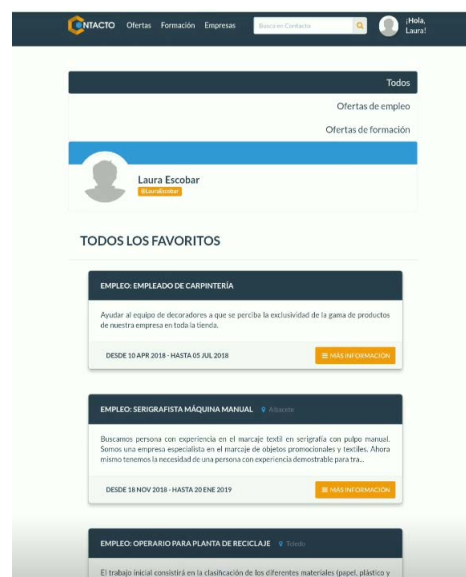 CONTACTO Ofertas Formación Empresas Busca en Contacto ¡Hola,
Laura!
Todos
Ofertas de empleo
Ofertas de formación
Laura Escobar
@LauraEscobar
TODOS LOS FAVORITOS
EMPLEO: EMPLEADO DE CARPINTERÍA
Ayudar al equipo de decoradores a que se perciba la exclusividad de la gama de productos
de nuestra empresa en toda la tienda.
DESDE 10 APR 2018 - HASTA 05 JUL 2018 MÁS INFORMACIÓN
EMPLEO: SERIGRAFISTA MÁQUINA MANUAL Albacete
Buscamos persona con experiencia en el marcaje textil en serigrafía con pulpo manual.
Somos una empresa especialista en el marcaje de objetos promocionales y textiles. Ahora
mismo tenemos la necesidad de una persona con experiencia demostrable para tra...
DESDE 18 NOV 2018 - HASTA 20 ENE 2019 MÁS INFORMACIÓN
EMPLEO: OPERARIO PARA PLANTA DE RECICLAJE Toledo
El trabajo inicial consistirá en la clasificación de los diferentes materiales (papel, plástico y